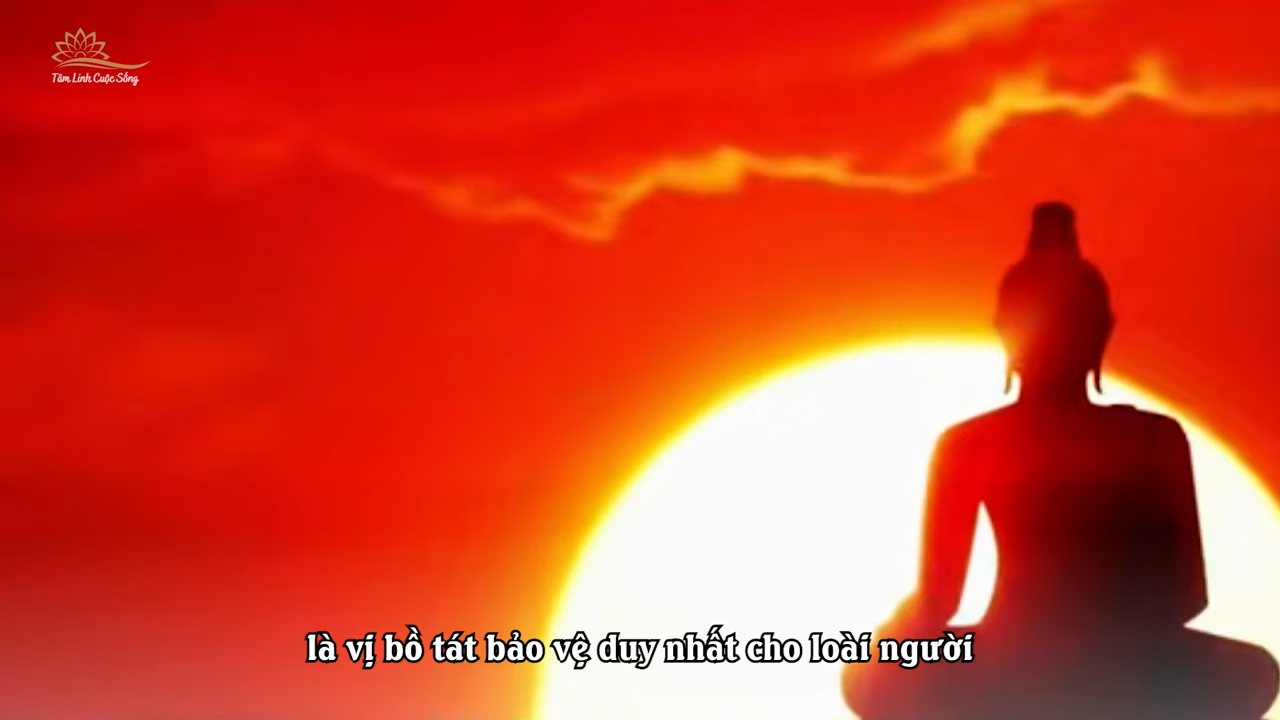 Tâm Linh Cuộc Sống
là vị bồ tát bảo vệ duy nhất cho loài người